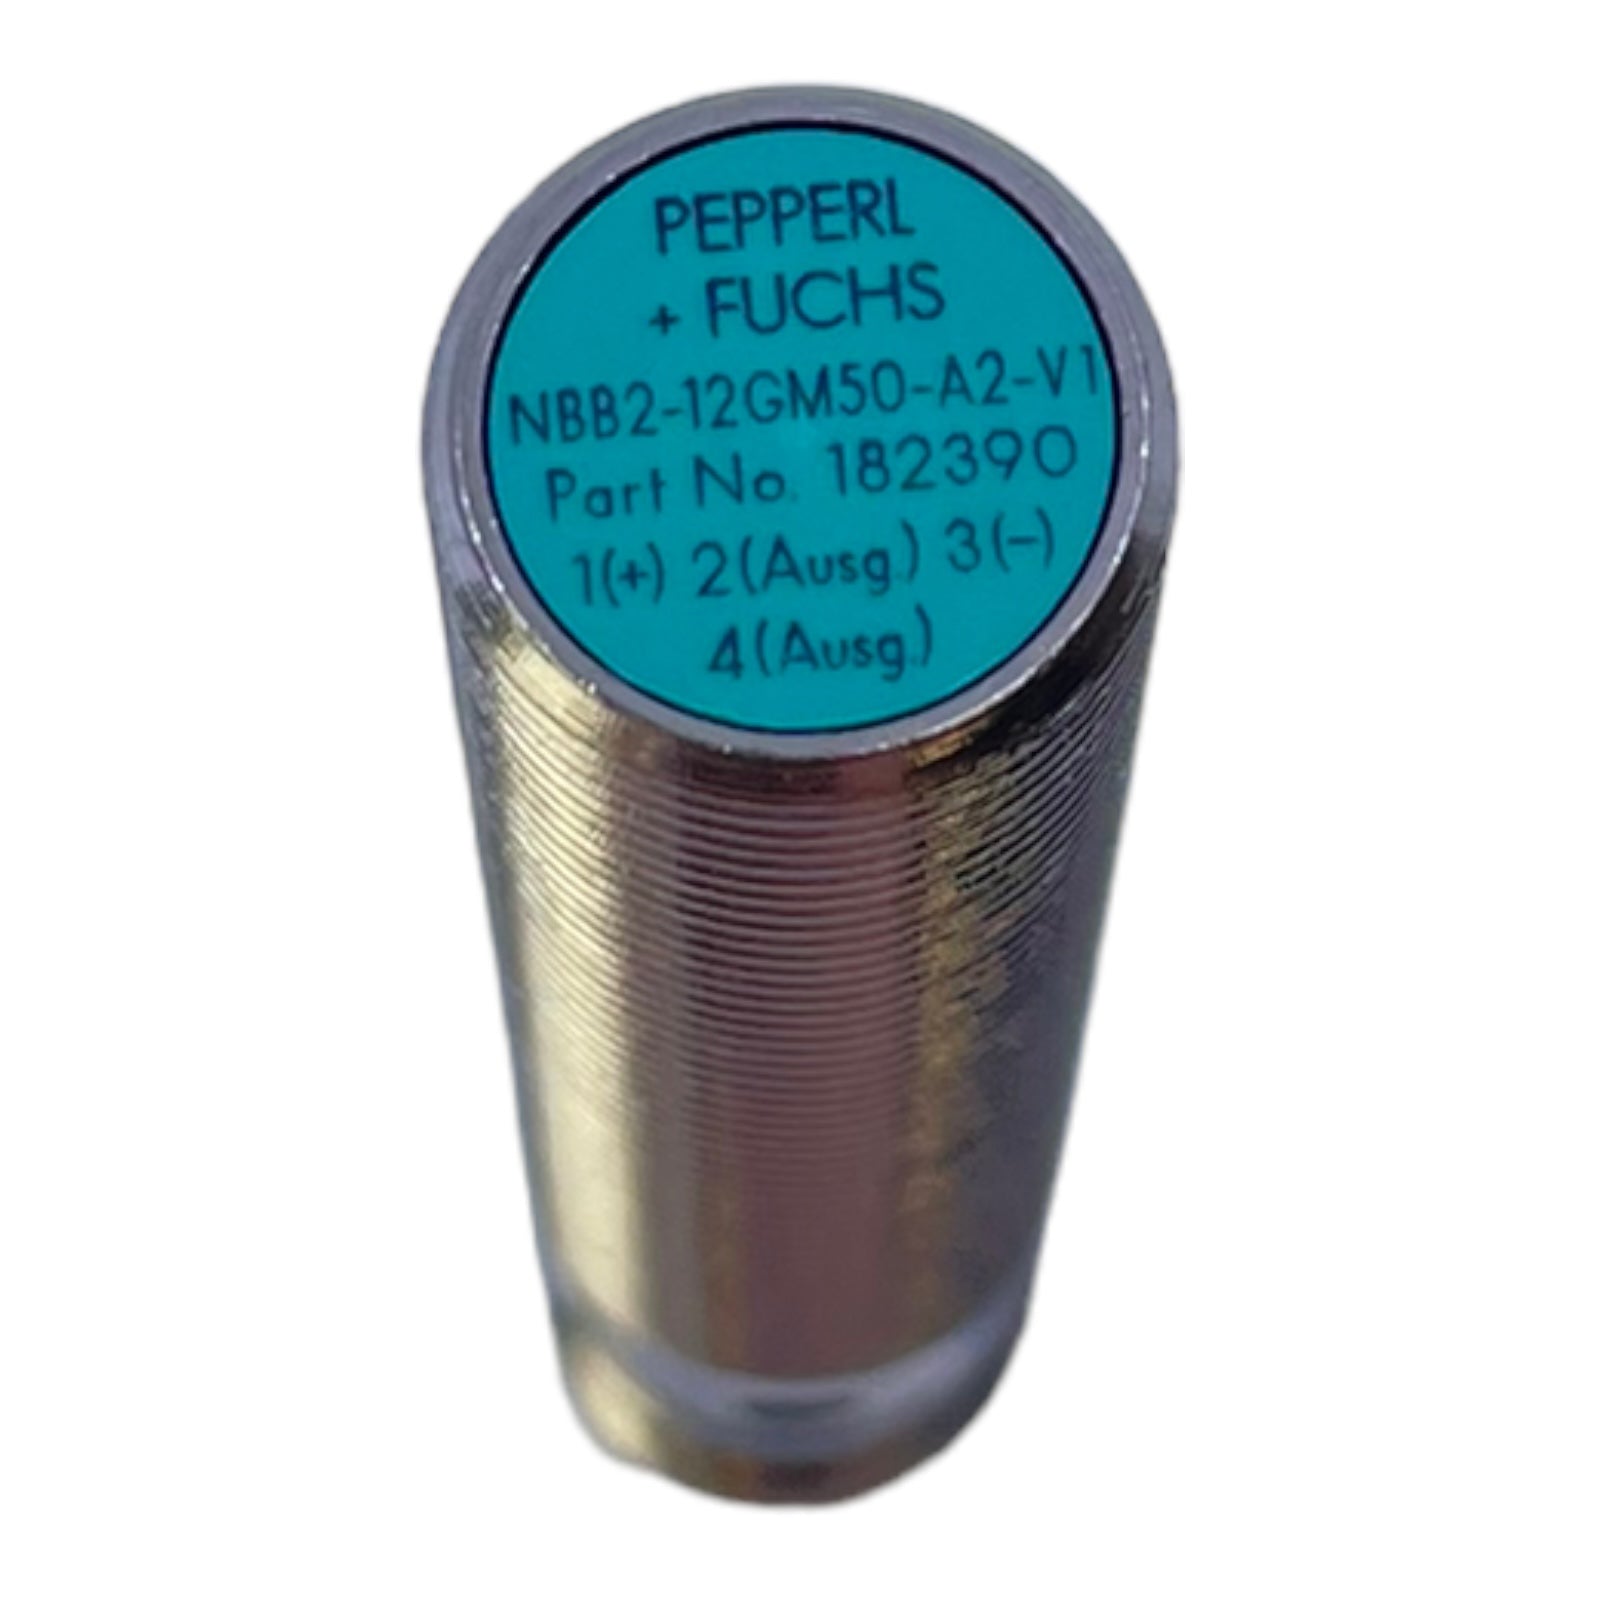 PEPPERL
+ FUCHS
NBB2-12GM50-A2-V1
Part No. 182390
1(+) 2(Ausg.) 3(-)
4(Ausg.)